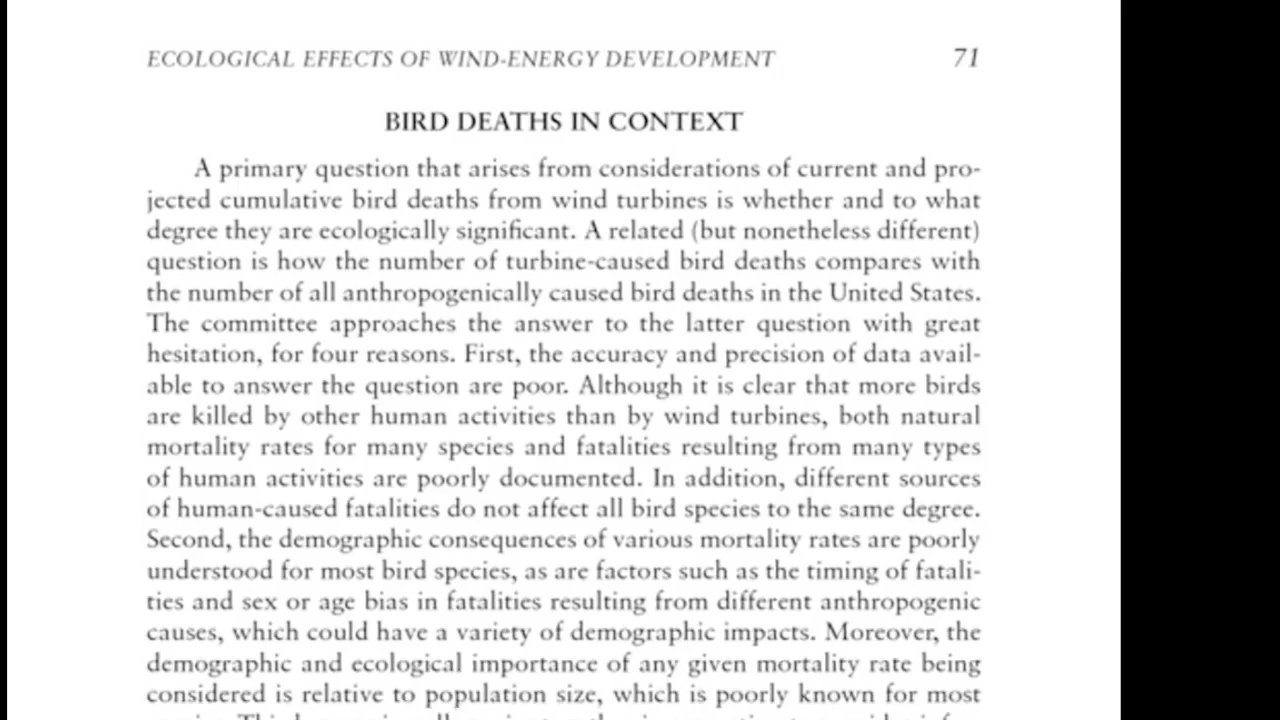 ECOLOGICAL EFFECTS OF WIND-ENERGY DEVELOPMENT 71
BIRD DEATHS IN CONTEXT
A primary question that arises from considerations of current and pro-
jected cumulative bird deaths from wind turbines is whether and to what
degree they are ecologically significant. A related (but nonetheless different)
question is how the number of turbine-caused bird deaths compares with
the number of all anthropogenically caused bird deaths in the United States.
The committee approaches the answer to the latter question with great
hesitation, for four reasons. First, the accuracy and precision of data avail-
able to answer the question are poor. Although it is clear that more birds
are killed by other human activities than by wind turbines, both natural
mortality rates for many species and fatalities resulting from many types
of human activities are poorly documented. In addition, different sources
of human-caused fatalities do not affect all bird species to the same degree.
Second, the demographic consequences of various mortality rates are poorly
understood for most bird species, as are factors such as the timing of fatali-
ties and sex or age bias in fatalities resulting from different anthropogenic
causes, which could have a variety of demographic impacts. Moreover, the
demographic and ecological importance of any given mortality rate being
considered is relative to population size, which is poorly known for most